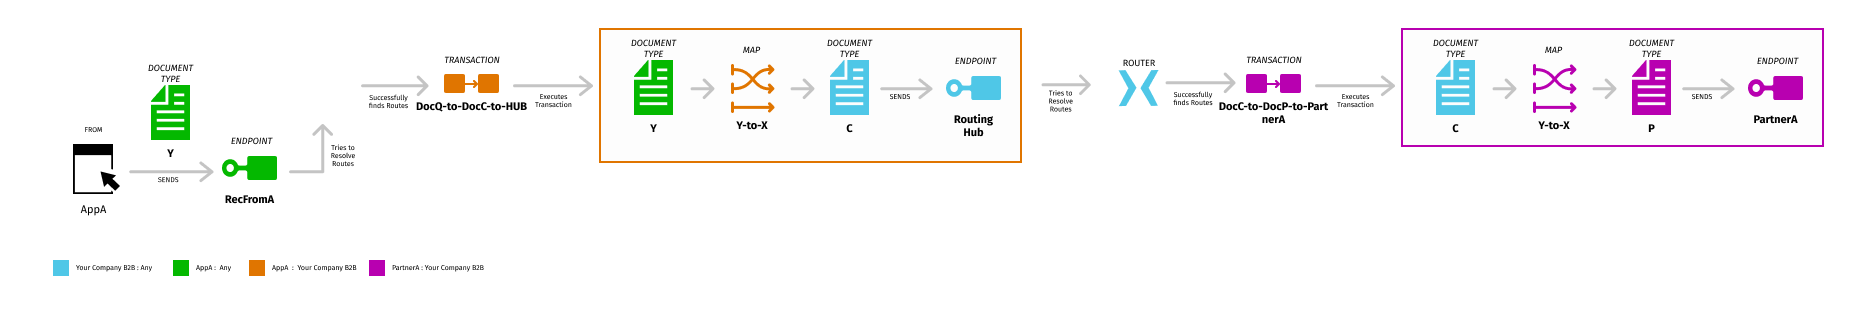 FROM
AppA
DOCUMENT
TYPE
Y
SENDS
ENDPOINT
RecFromA
Tries to
Resolve
Routes
Successfully
finds Routes
TRANSACTION
DocQ-to-DocC-to-HUB
Executes
Transaction
DOCUMENT
TYPE
Y
MAP
Y-to-X
DOCUMENT
TYPE
C
SENDS
ENDPOINT
Routing
Hub
Tries to
Resolve
Routes
ROUTER
Successfully
finds Routes
TRANSACTION
DocC-to-DocP-to-Part
nerA
Executes
Transaction
DOCUMENT
TYPE
C
MAP
Y-to-X
DOCUMENT
TYPE
P
SENDS
ENDPOINT
PartnerA
Your Company B2B : Any
AppA : Any
AppA : Your Company B2B
PartnerA : Your Company B2B